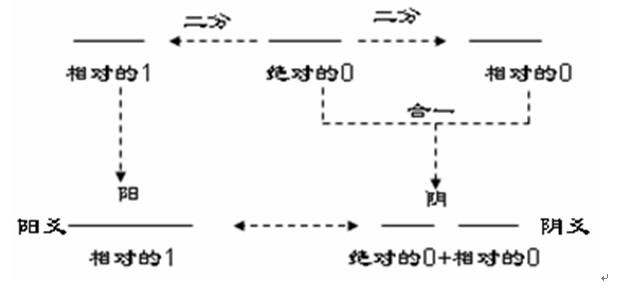 二分 二分
相对的1 绝对的0 相对的0
合一
阳 阴
阳爻 阴爻
相对的1 绝对的0+相对的0